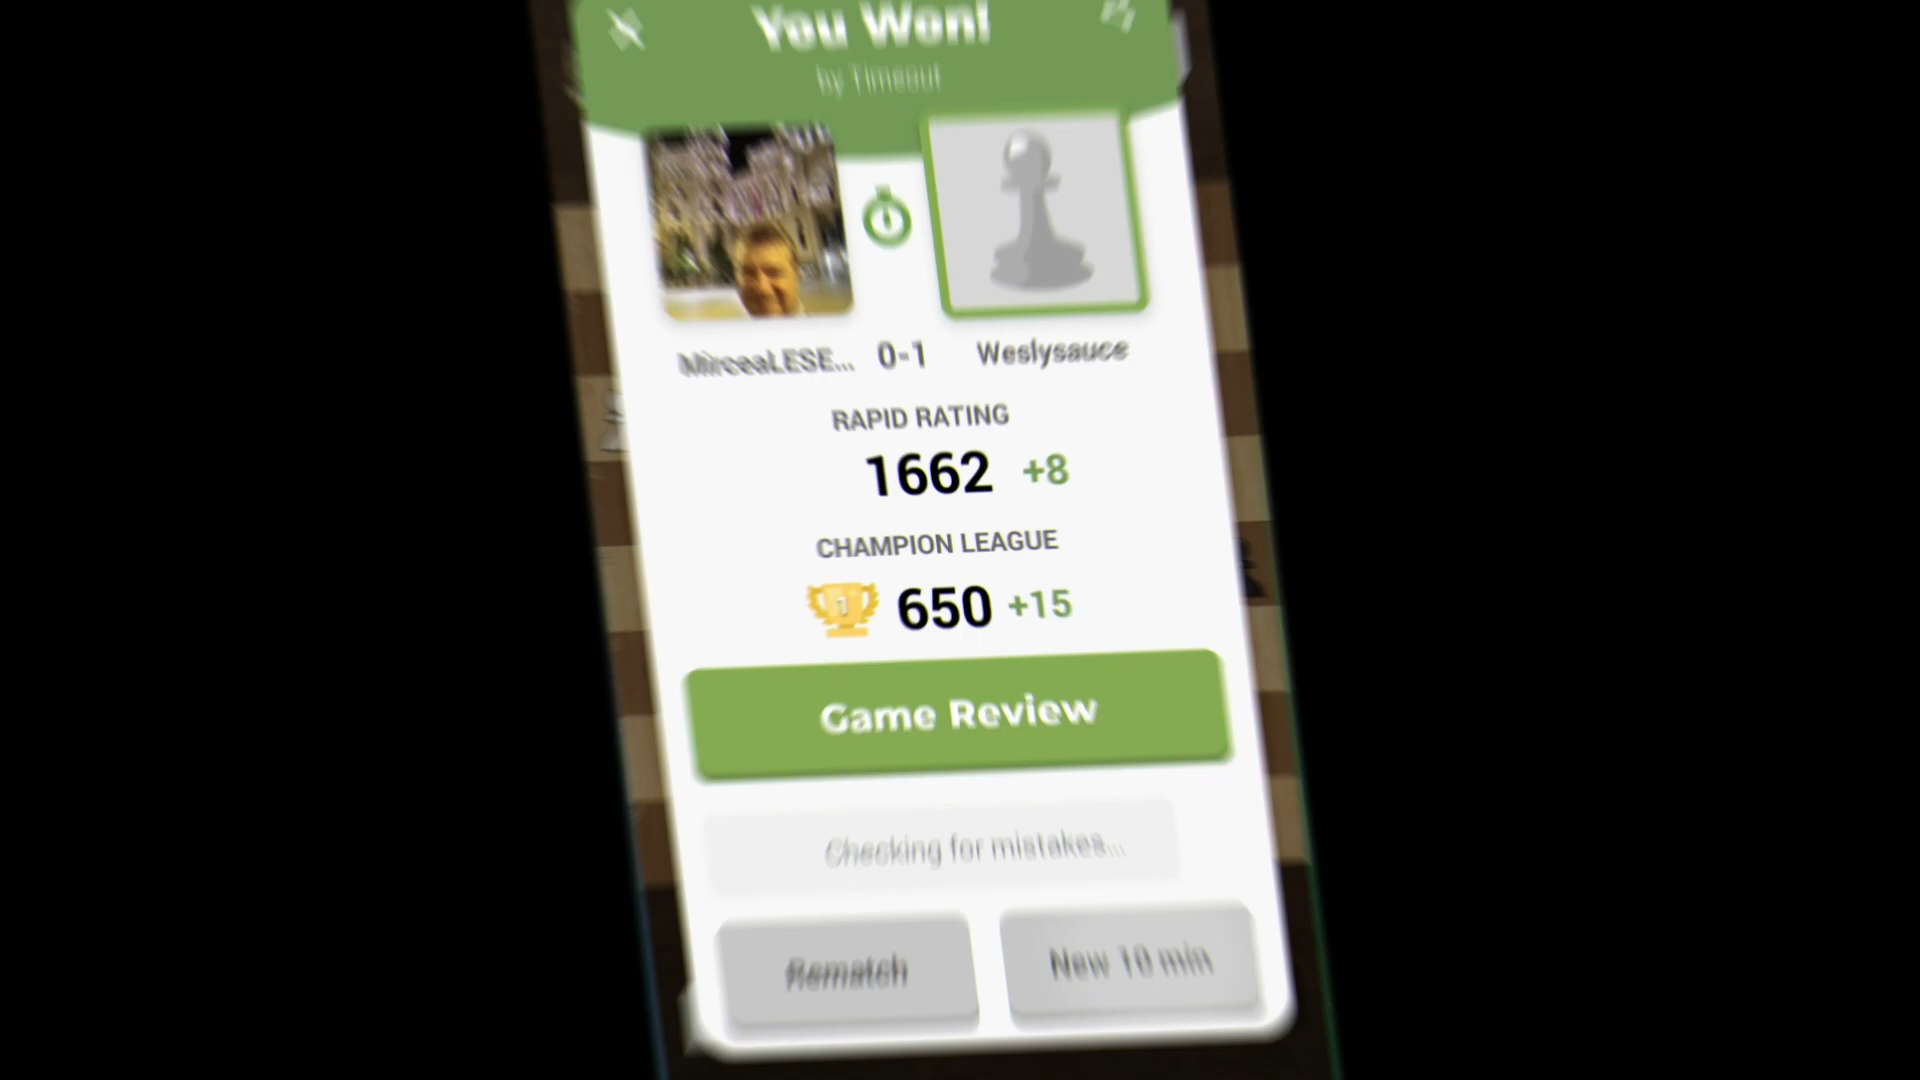 You Won!
by Timeout
MirceaLESE... 0-1 Weslysauce
RAPID RATING
1662 +8
CHAMPION LEAGUE
1
650 +15
Game Review
Checking for mistakes...
Rematch
New 10 min